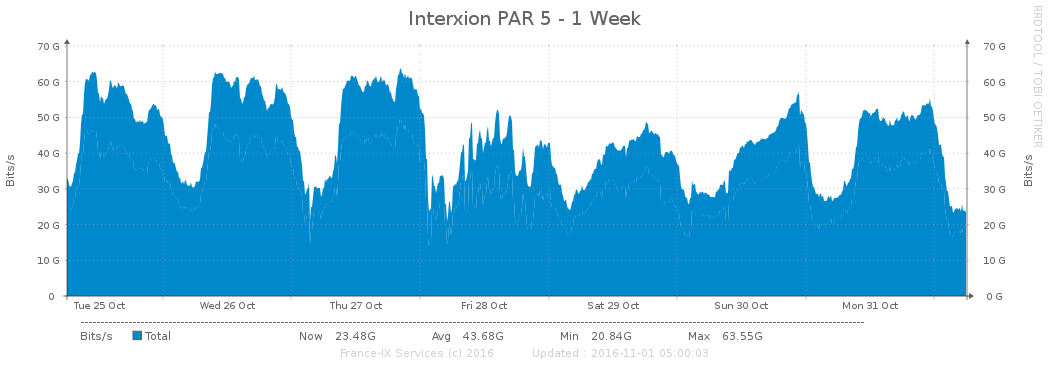 Interxion PAR 5 - 1 Week
RRDTOOL / TOBI OETIKER
70 G 70 G
60 G 60 G
50 G 50 G
40 G 40 G
30 G 30 G
20 G 20 G
10 G 10 G
0 0 G
Bits/s
Bits/s
Tue 25 Oct Wed 26 Oct Thu 27 Oct Fri 28 Oct Sat 29 Oct Sun 30 Oct Mon 31 Oct
Bits/s Total Now 23.48G Avg 43.68G Min 20.84G Max 63.55G
France-IX Services (c) 2016 Updated : 2016-11-01 05:00:03